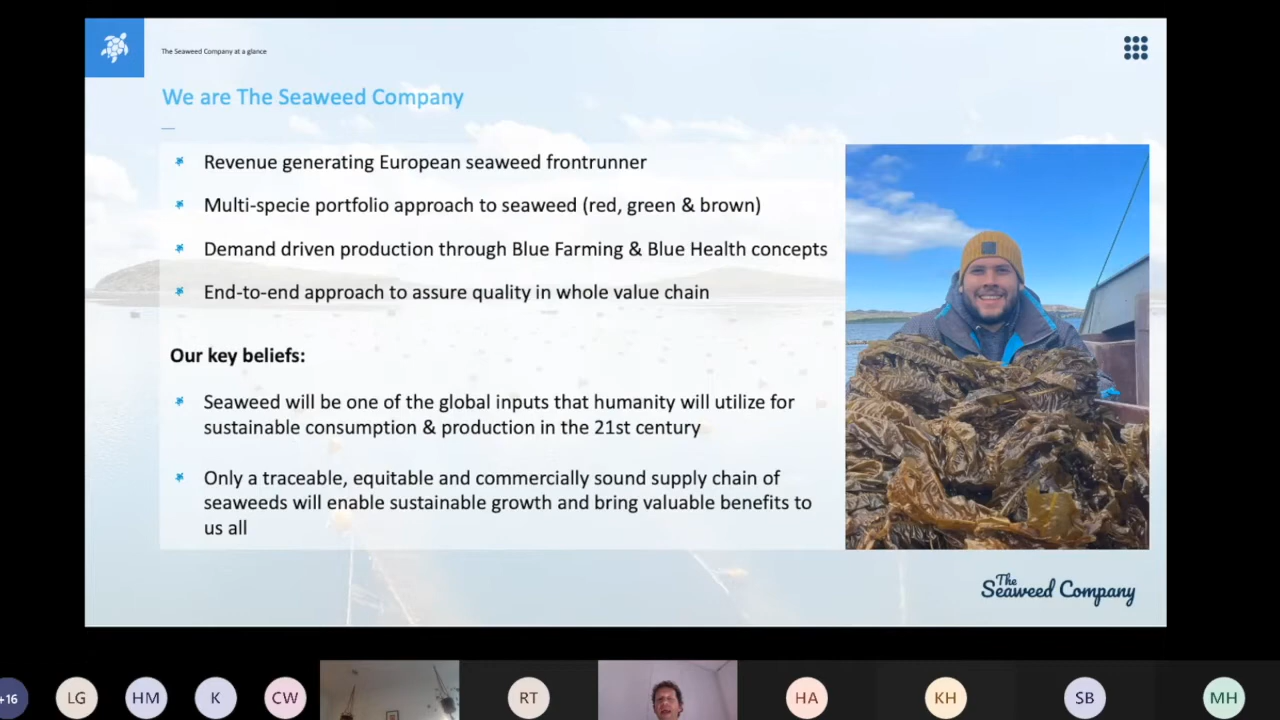 The Seaweed Company at a glance
We are The Seaweed Company
Revenue generating European seaweed frontrunner
Multi-specie portfolio approach to seaweed (red, green & brown)
Demand driven production through Blue Farming & Blue Health concepts
End-to-end approach to assure quality in whole value chain
Our key beliefs:
Seaweed will be one of the global inputs that humanity will utilize for
sustainable consumption & production in the 21st century
Only a traceable, equitable and commercially sound supply chain of
seaweeds will enable sustainable growth and bring valuable benefits to
us all
The
Seaweed Company
+16 LG HM K CW RT HA KH SB MH